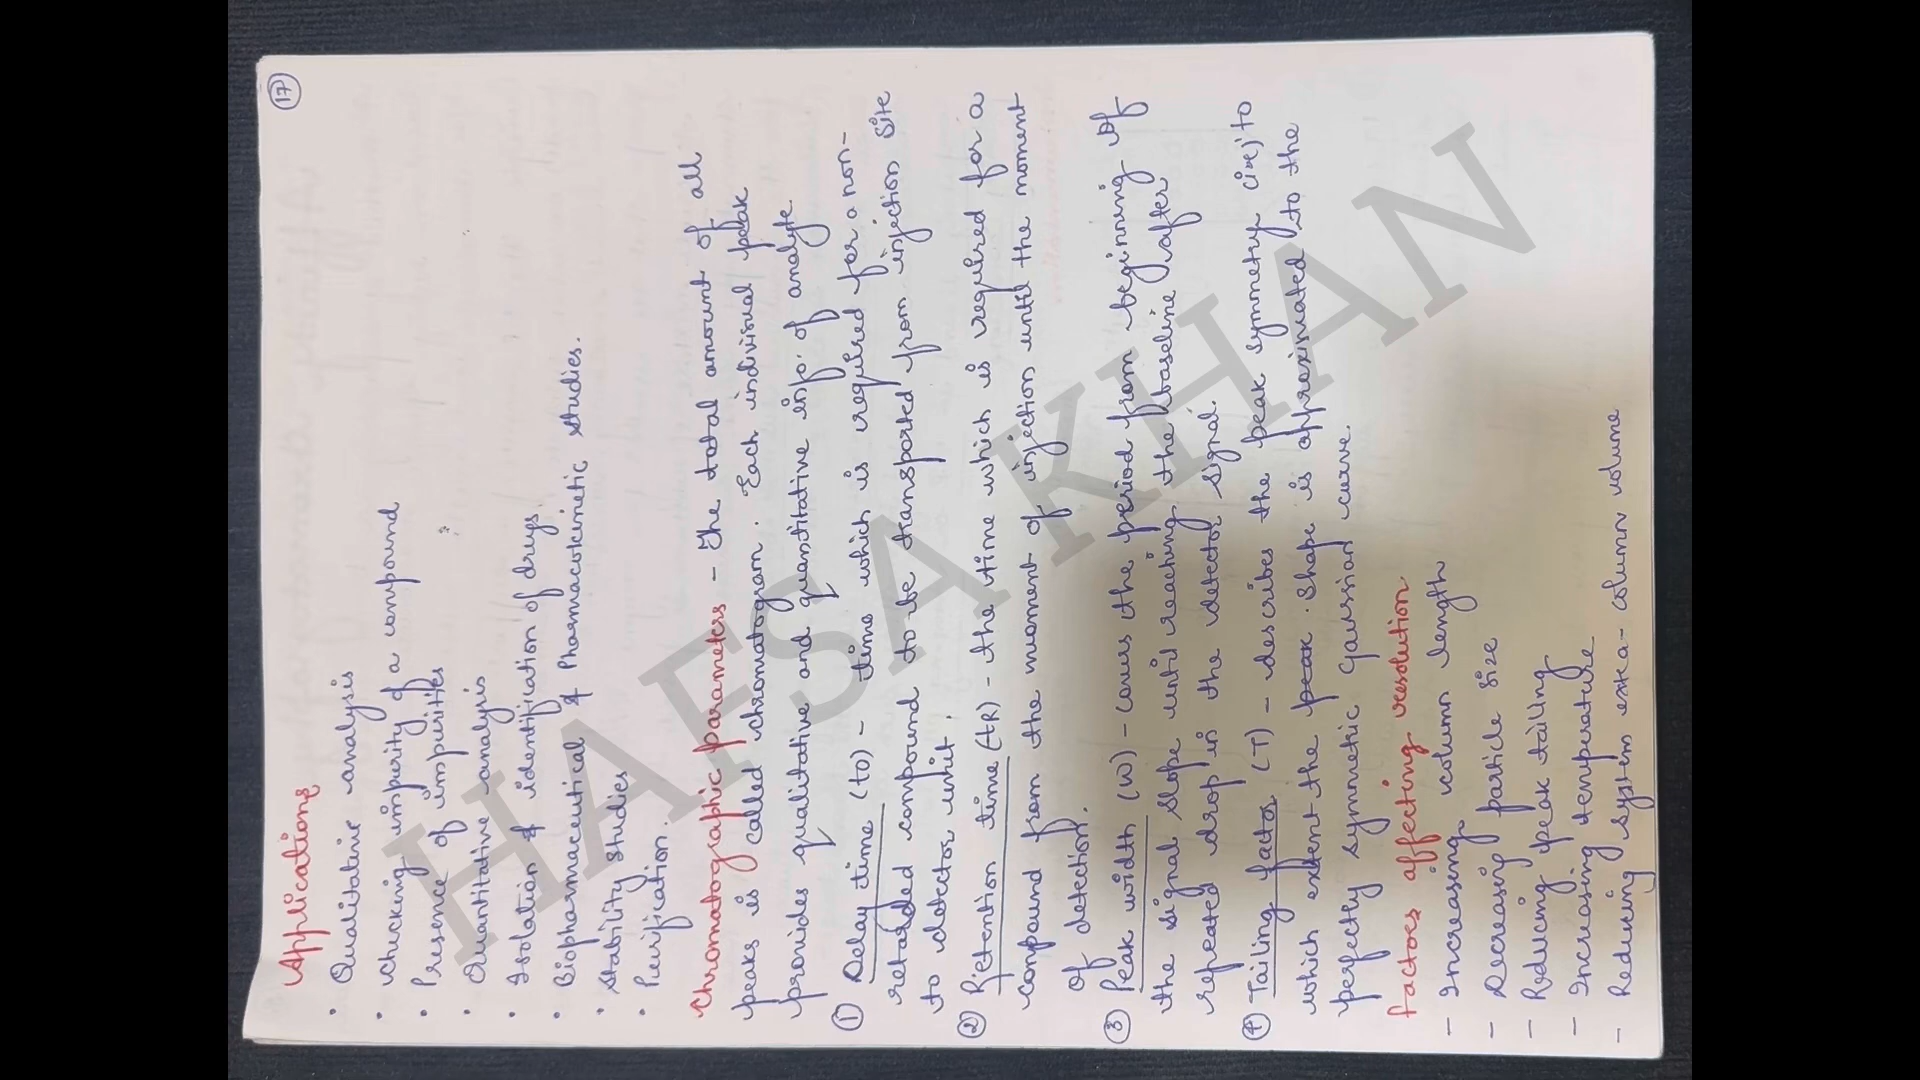 17
Applications
• Qualitative analysis
• Checking impurity of a compound
• Presence of impurities
• Quantitative analysis
• Isolation & identification of drugs.
• Biopharmaceutical & Pharmacokinetic studies.
• Stability studies
• Purification.
Chromatographic parameters - The total amount of all
peaks is called chromatogram. Each indiviual peak
provides qualitative and quantitative info. of analyte.
① Delay time (t0) - time which is required for a non-
retarded compound to be transported from injection site
to detector unit.
② Retention time (tR) - the time which is required for a
compound from the moment of injection until the moment
of detection.
③ Peak width (W) - covers the period from beginning of
the signal slope until reaching the baseline after
repeated drop in the detector signal.
④ Tailing factor (T) - describes the peak symmetry (i.e) to
which extent the peak shape is approximated to the
perfectly symmetric Gaussian curve.
factors affecting resolution
- Increasing column length
- Decreasing particle size
- Reducing peak tailing
- Increasing temperature
- Reducing system extra-column volume
HAFSA KHAN